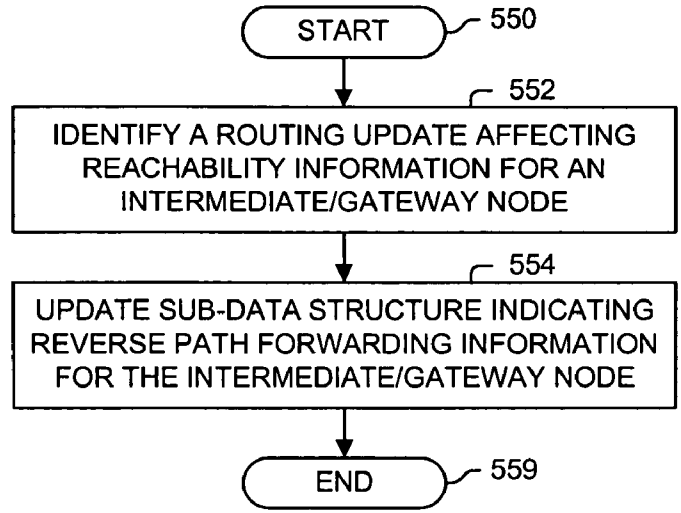 START
550
552
IDENTIFY A ROUTING UPDATE AFFECTING
REACHABILITY INFORMATION FOR AN
INTERMEDIATE/GATEWAY NODE
554
UPDATE SUB-DATA STRUCTURE INDICATING
REVERSE PATH FORWARDING INFORMATION
FOR THE INTERMEDIATE/GATEWAY NODE
END
559